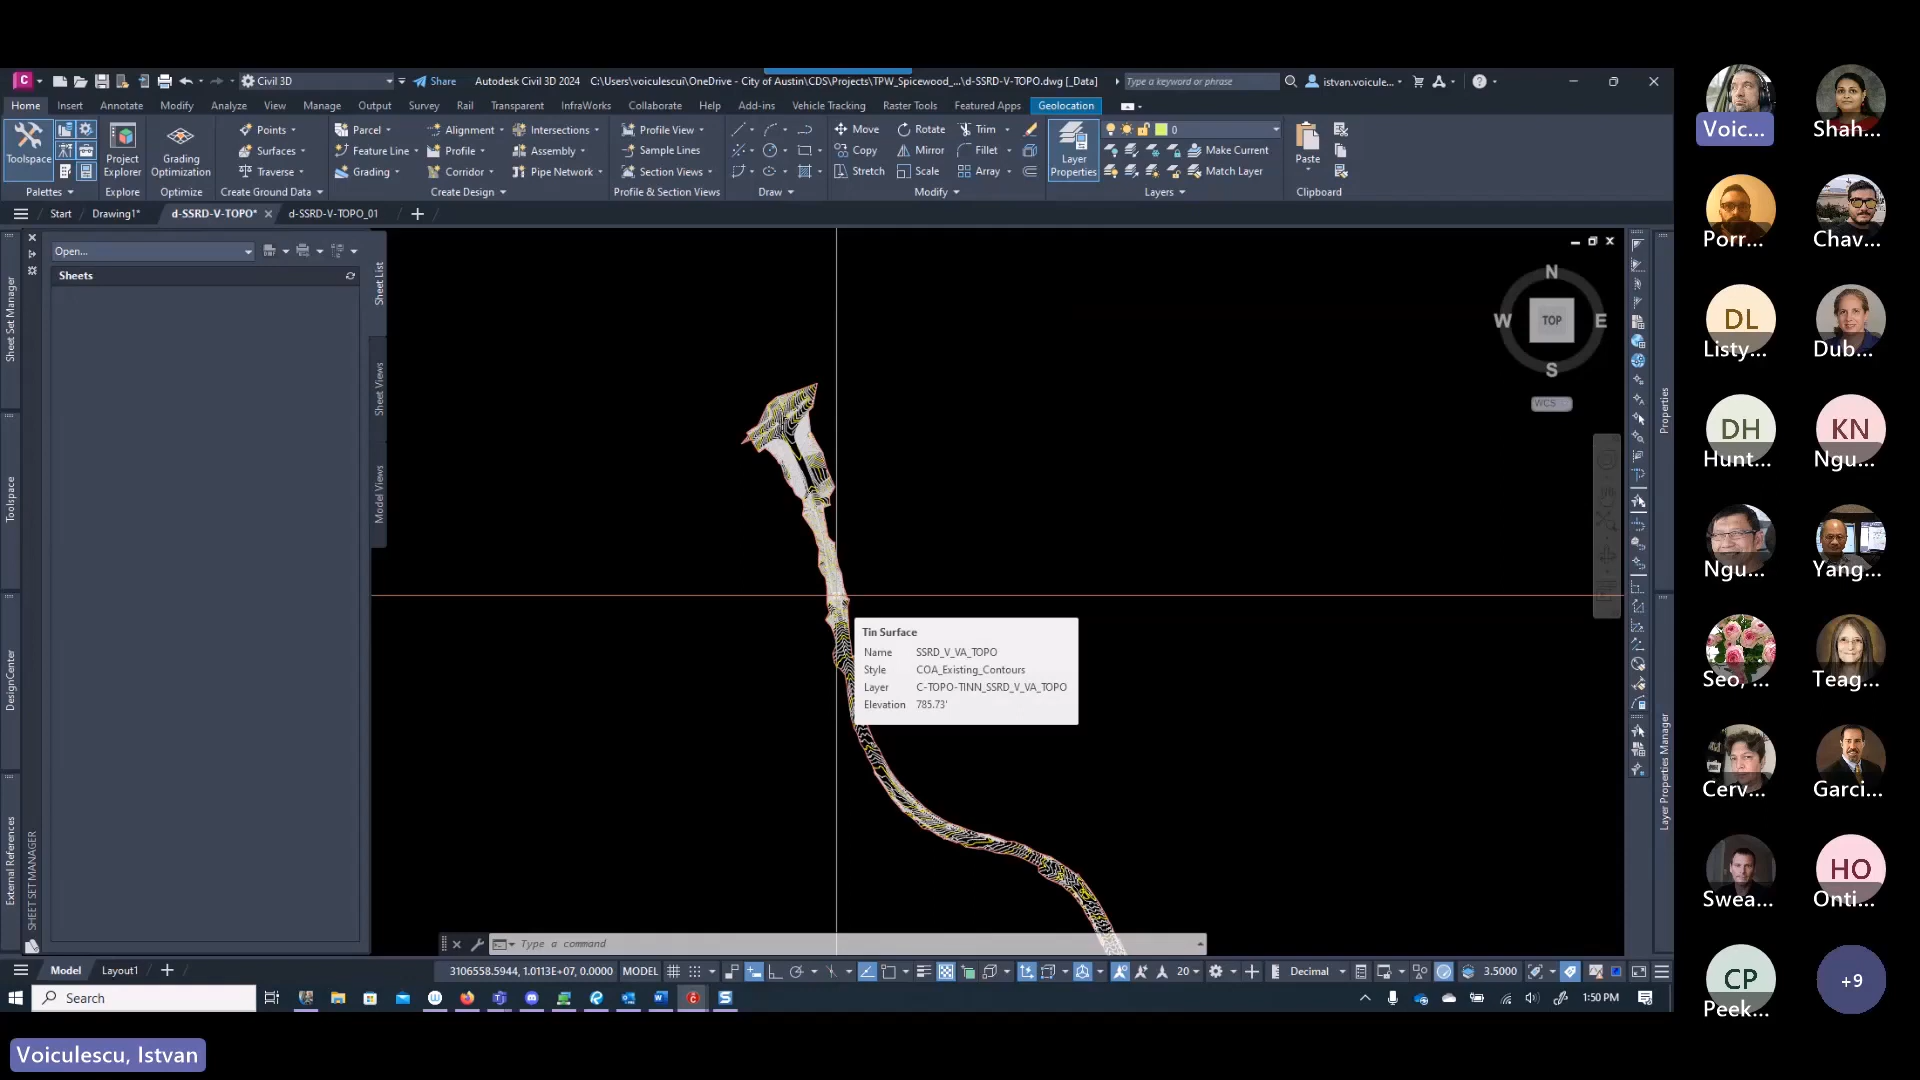 C
Civil 3D
Share
Autodesk Civil 3D 2024 C:\Users\voiculescui\OneDrive - City of Austin\CDS\Projects\TPW_Spicewood_...\d-SSRD-V-TOPO.dwg [_Data]
Type a keyword or phrase
istvan.voicule...
Home Insert Annotate Modify Analyze View Manage Output Survey Rail Transparent InfraWorks Collaborate Help Add-ins Vehicle Tracking Raster Tools Featured Apps Geolocation
Toolspace
Palettes
Project Explorer
Explore
Grading Optimization
Optimize
Points
Surfaces
Traverse
Create Ground Data
Parcel
Feature Line
Grading
Alignment
Profile
Corridor
Intersections
Assembly
Pipe Network
Create Design
Profile View
Sample Lines
Section Views
Profile & Section Views
Draw
Move
Copy
Stretch
Rotate
Mirror
Scale
Trim
Fillet
Array
Modify
Layer Properties
0
Make Current
Match Layer
Layers
Paste
Clipboard
Start
Drawing1*
d-SSRD-V-TOPO*
d-SSRD-V-TOPO_01
Open...
Sheets
Sheet List
Sheet Views
Model Views
Sheet Set Manager
Toolspace
DesignCenter
External References
SHEET SET MANAGER
N
W
TOP
E
S
WCS
Properties
Layer Properties Manager
Tin Surface
Name SSRD_V_VA_TOPO
Style COA_Existing_Contours
Layer C-TOPO-TINN_SSRD_V_VA_TOPO
Elevation 785.73'
Type a command
Model
Layout1
3106558.5944, 1.0113E+07, 0.0000
MODEL
20
Decimal
3.5000
Search
1:50 PM
Voic...
Shah...
Porr...
Chav...
DL
Listy...
Dub...
DH
Hunt...
KN
Ngu...
Ngu...
Yang...
Seo, ...
Teag...
Cerv...
Garci...
Swea...
HO
Onti...
CP
Peek...
+9
Voiculescu, Istvan